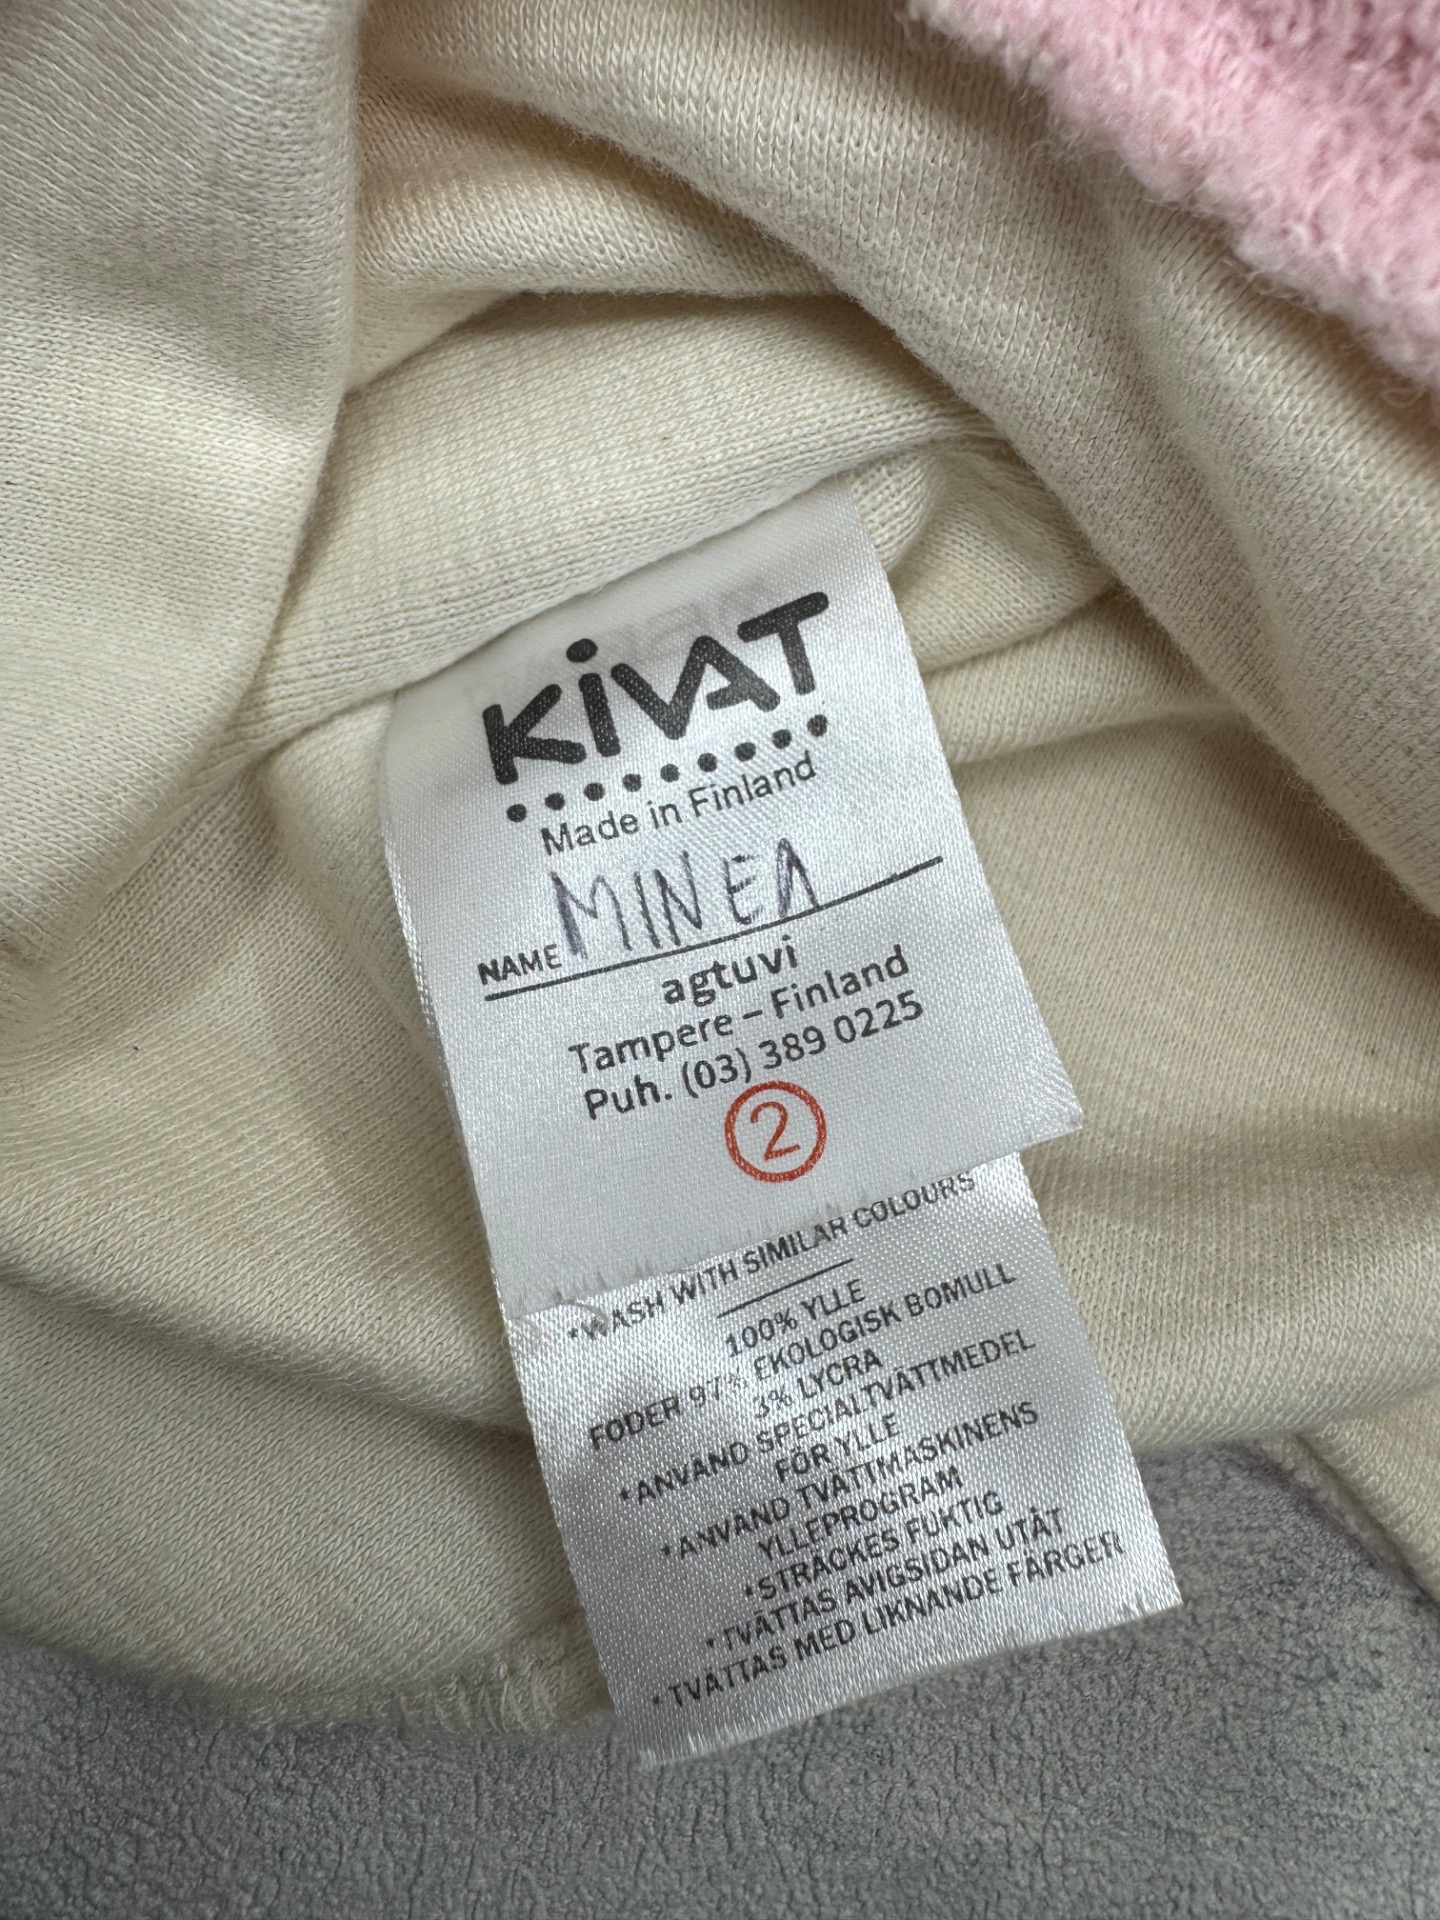 KiVAT
Made in Finland
NAME MINEA
agtuvi
Tampere – Finland
Puh. (03) 389 0225
2
*WASH WITH SIMILAR COLOURS
100% YLLE
FODER 97% EKOLOGISK BOMULL
3% LYCRA
*ANVÄND SPECIALTVÄTTMEDEL
FÖR YLLE
*ANVÄND TVÄTTMASKINENS
YLLEPROGRAM
*STRÄCKES FUKTIG
*TVÄTTAS AVIGSIDAN UTÅT
*TVÄTTAS MED LIKNANDE FÄRGER